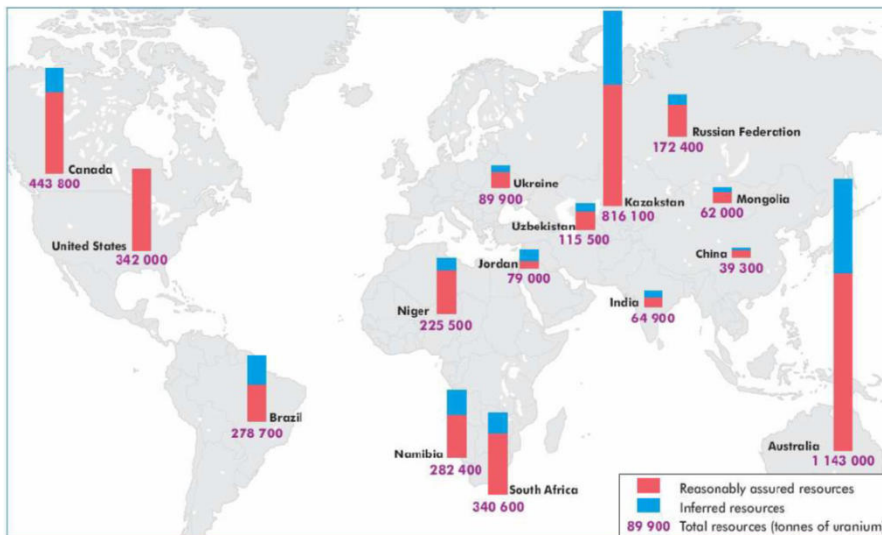 Canada
443 800
United States
342 000
Brazil
278 700
Ukraine
89 900
Kazakstan
816 100
Uzbekistan
115 500
Russian Federation
172 400
Mongolia
62 000
China
39 300
Jordan
79 000
India
64 900
Niger
225 500
Namibia
282 400
South Africa
340 600
Australia
1 143 000
Reasonably assured resources
Inferred resources
89 900 Total resources (tonnes of uranium